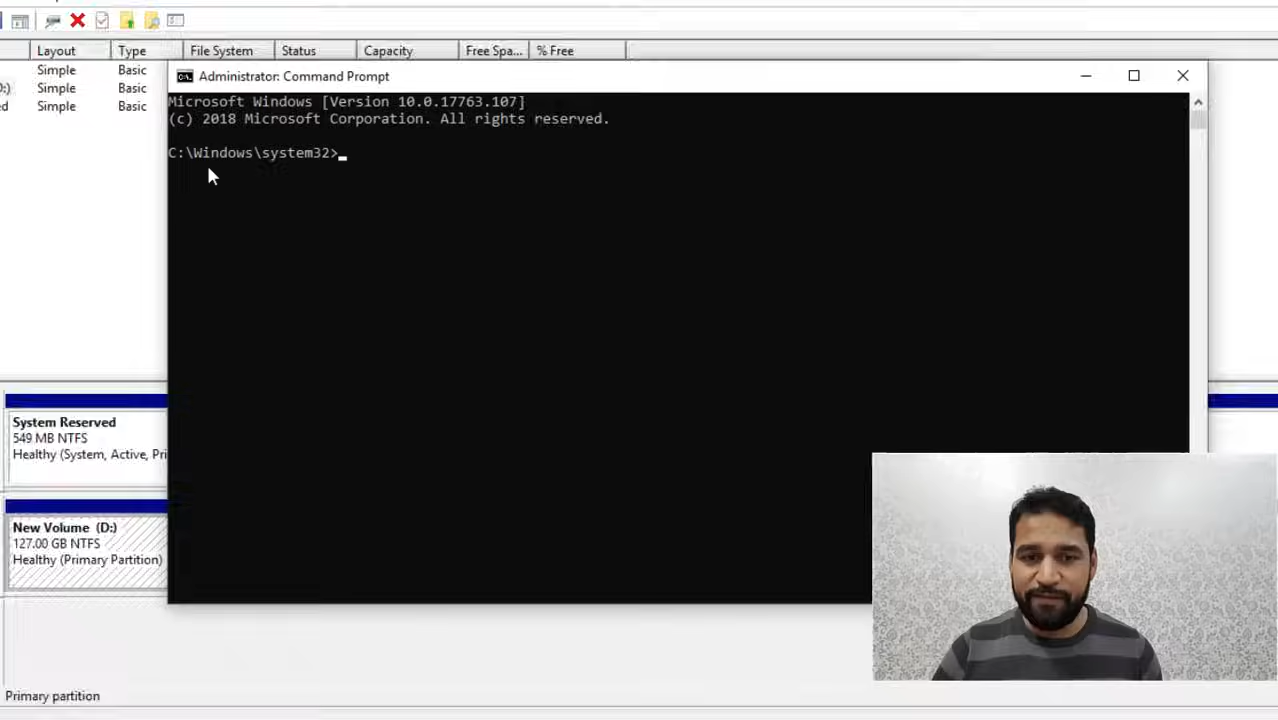 Layout Type File System Status Capacity Free Spa... % Free
Simple Basic
:) Simple Basic
ed Simple Basic
Administrator: Command Prompt
Microsoft Windows [Version 10.0.17763.107]
(c) 2018 Microsoft Corporation. All rights reserved.
C:\Windows\system32>
System Reserved
549 MB NTFS
Healthy (System, Active, Pri
New Volume (D:)
127.00 GB NTFS
Healthy (Primary Partition)
Primary partition